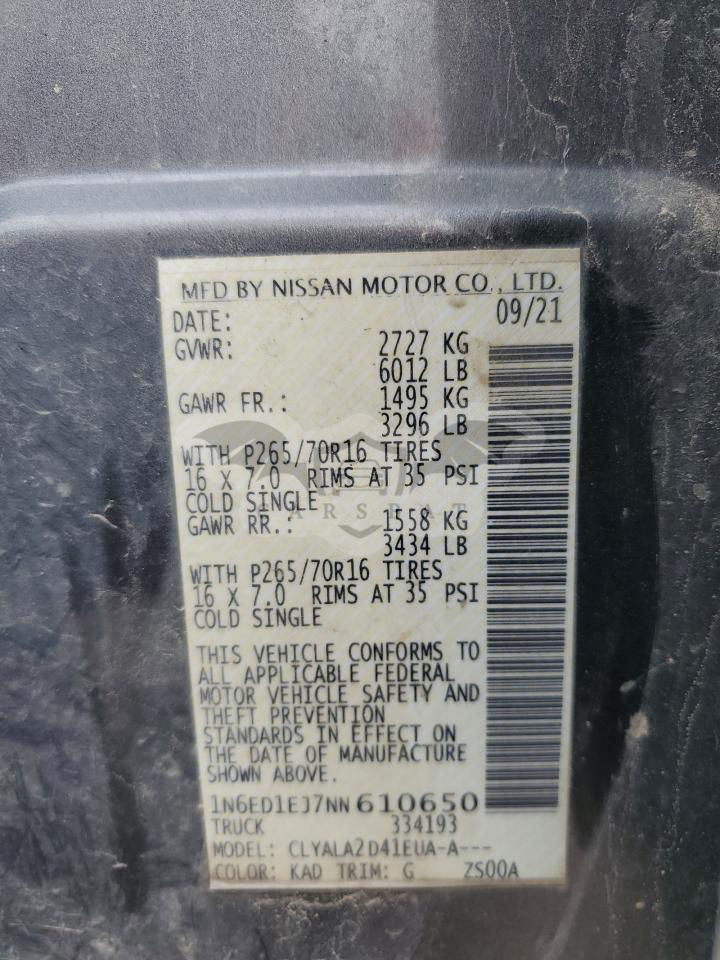 MFD BY NISSAN MOTOR CO., LTD.
DATE: 09/21
GVWR: 2727 KG
6012 LB
GAWR FR.: 1495 KG
3296 LB
WITH P265/70R16 TIRES
16 X 7.0 RIMS AT 35 PSI
COLD SINGLE
CARSBAT
GAWR RR.: 1558 KG
3434 LB
WITH P265/70R16 TIRES
16 X 7.0 RIMS AT 35 PSI
COLD SINGLE
THIS VEHICLE CONFORMS TO
ALL APPLICABLE FEDERAL
MOTOR VEHICLE SAFETY AND
THEFT PREVENTION
STANDARDS IN EFFECT ON
THE DATE OF MANUFACTURE
SHOWN ABOVE.
1N6ED1EJ7NN610650
TRUCK 334193
MODEL: CLYALA2D41EUA-A---
COLOR: KAD TRIM: G ZS00A